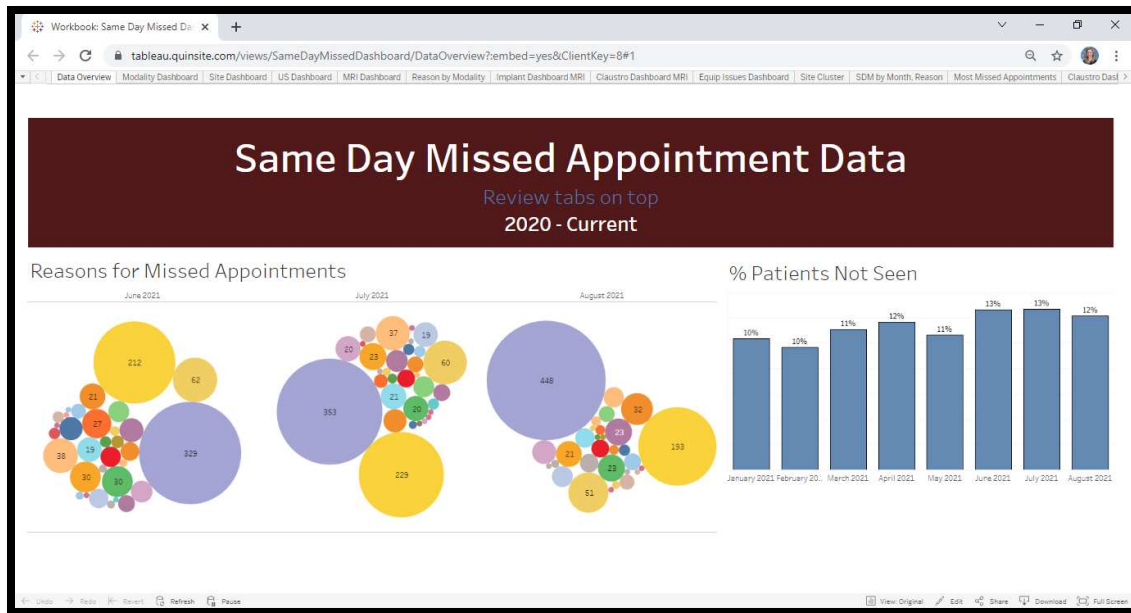 Workbook: Same Day Missed Da
tableau.quinsite.com/views/SameDayMissedDashboard/DataOverview?:embed=yes&ClientKey=8#1
Data Overview Modality Dashboard Site Dashboard US Dashboard MRI Dashboard Reason by Modality Implant Dashboard MRI Claustro Dashboard MRI Equip Issues Dashboard Site Cluster SDM by Month, Reason Most Missed Appointments Claustro Dasl
Same Day Missed Appointment Data
Review tabs on top
2020 - Current
Reasons for Missed Appointments
June 2021 July 2021 August 2021
212
62
21
27
38
19
329
30
30
37
19
20
23
60
353
21
20
229
448
32
23
193
21
23
51
% Patients Not Seen
10% 10% 11% 12% 11% 13% 13% 12%
January 2021 February 20.. March 2021 April 2021 May 2021 June 2021 July 2021 August 2021
Undo Redo Revert Refresh Pause
View: Original Edit Share Download Full Screen